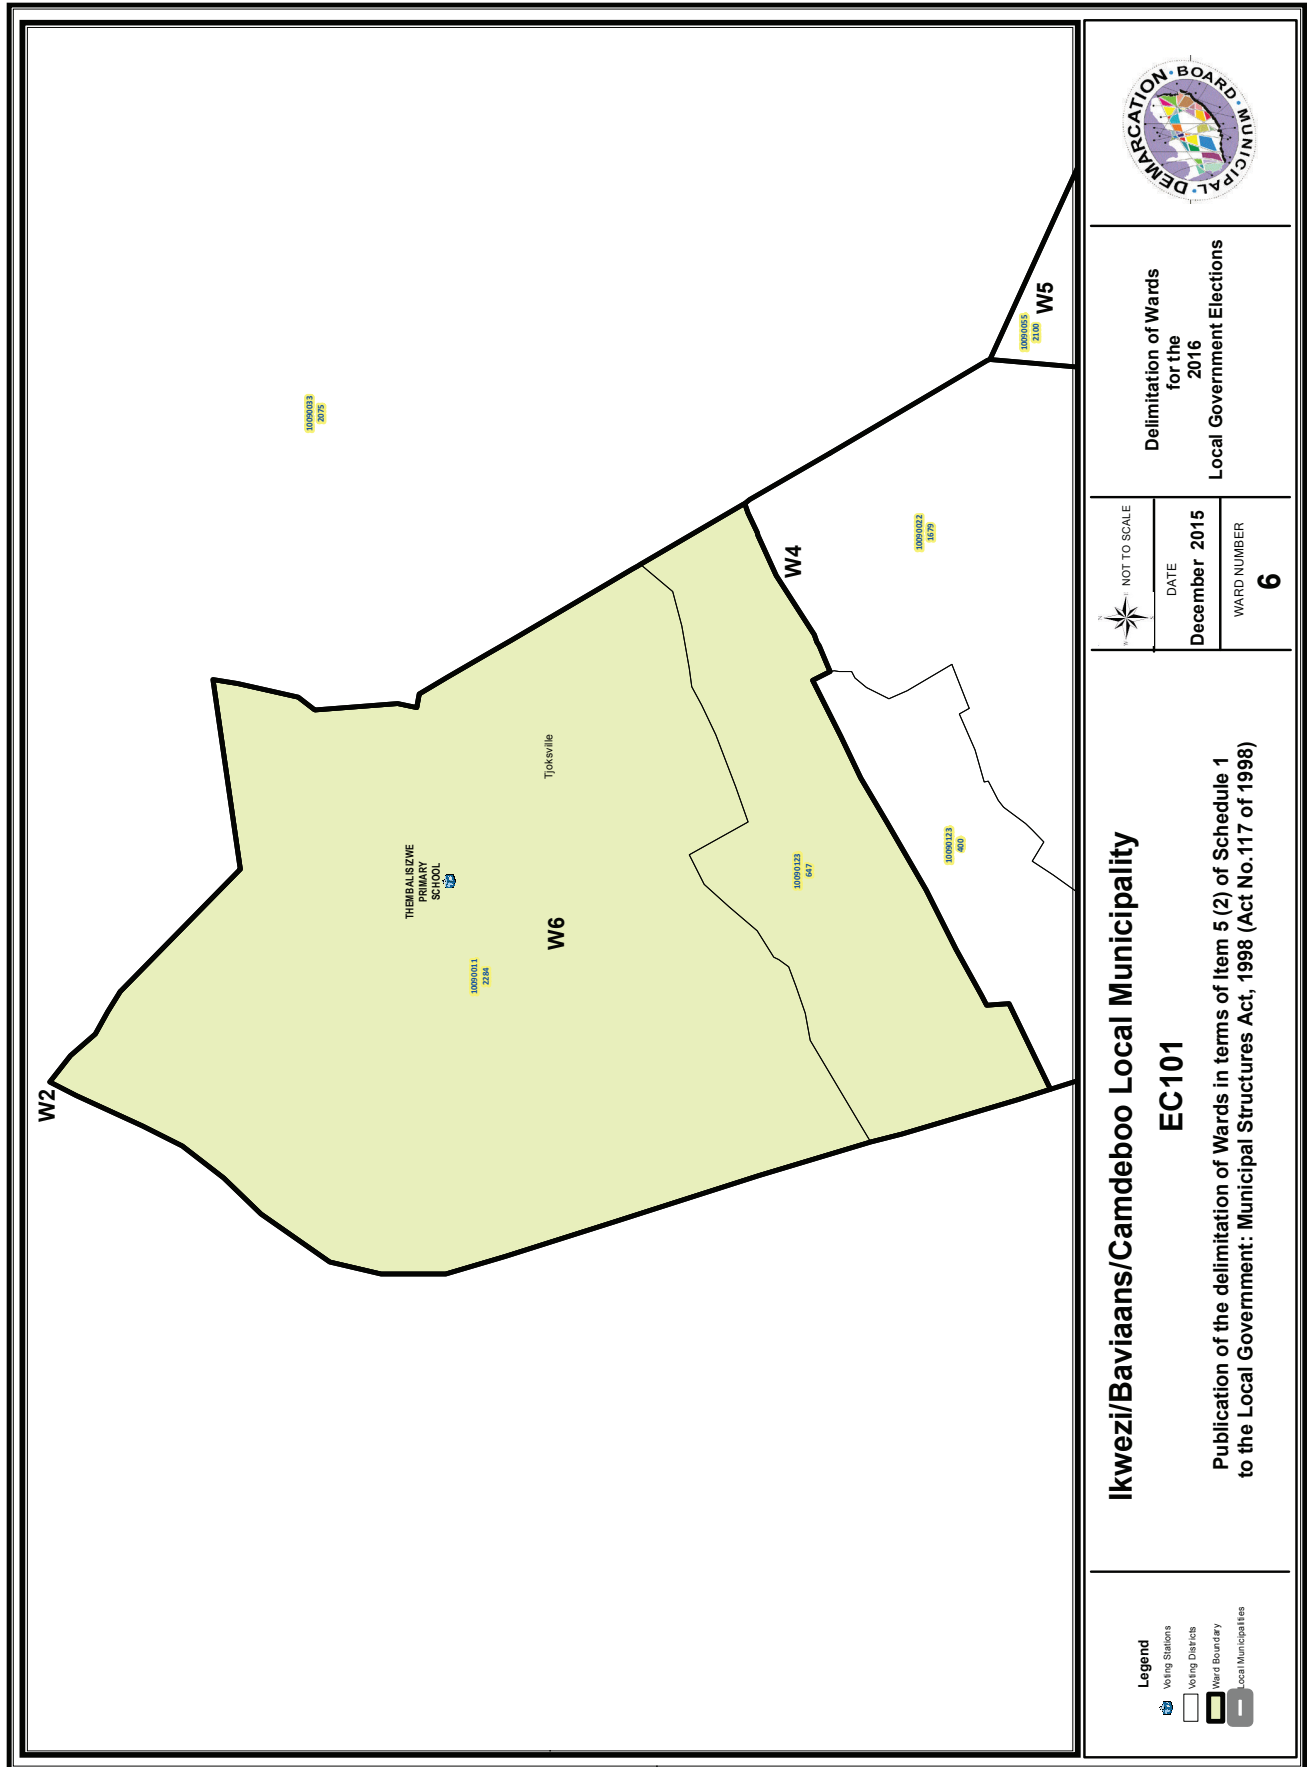 W2
10090033
2075
THEMBALISIZWE
PRIMARY
SCHOOL
10090011
2284
Tjoksville
W6
W4
10090123
647
10090022
1679
10090123
400
10090055
2100
W5
Legend
Voting Stations
Voting Districts
Ward Boundary
Local Municipalities
Ikwezi/Baviaans/Camdeboo Local Municipality
EC101
Publication of the delimitation of Wards in terms of Item 5 (2) of Schedule 1
to the Local Government: Municipal Structures Act, 1998 (Act No.117 of 1998)
NOT TO SCALE
DATE
December 2015
WARD NUMBER
6
Delimitation of Wards
for the
2016
Local Government Elections
MUNICIPAL DEMARCATION BOARD